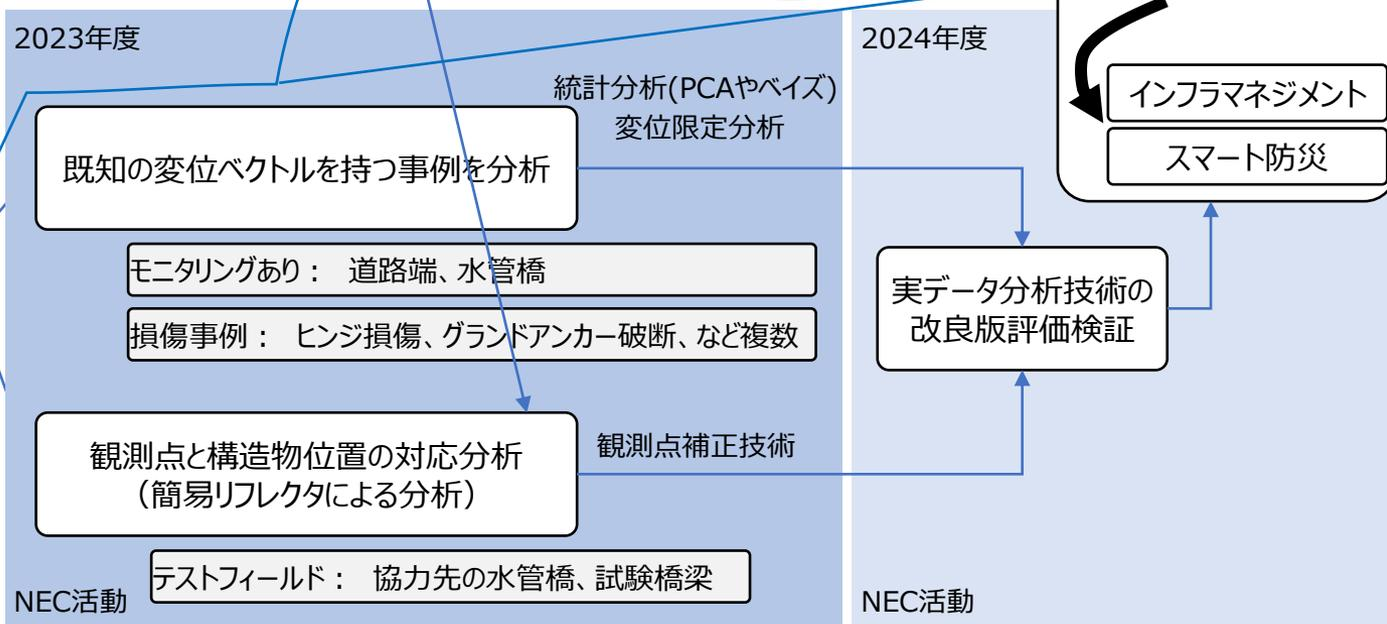 2023年度
統計分析(PCAやベイズ)
変位限定分析
既知の変位ベクトルを持つ事例を分析
モニタリングあり： 道路端、水管橋
損傷事例： ヒンジ損傷、グランドアンカー破断、など複数
観測点と構造物位置の対応分析
（簡易リフレクタによる分析）
観測点補正技術
テストフィールド： 協力先の水管橋、試験橋梁
NEC活動
2024年度
インフラマネジメント
スマート防災
実データ分析技術の
改良版評価検証
NEC活動